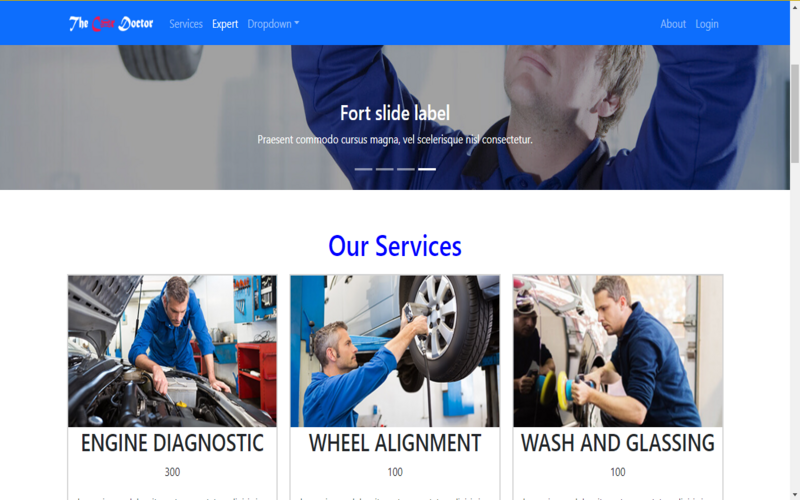 The Car Doctor
Services
Expert
Dropdown
About
Login
Fort slide label
Praesent commodo cursus magna, vel scelerisque nisl consectetur.
Our Services
ENGINE DIAGNOSTIC
300
WHEEL ALIGNMENT
100
WASH AND GLASSING
100